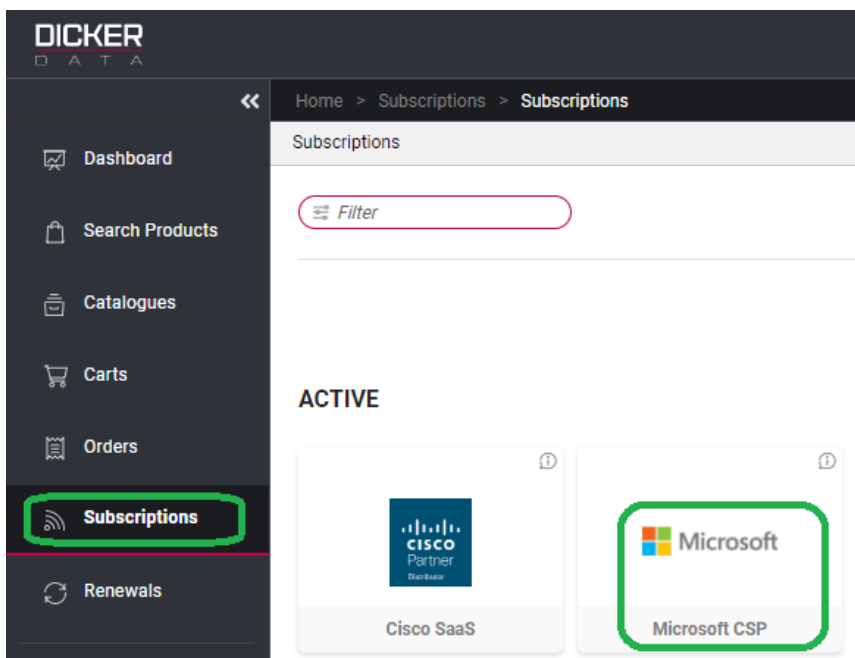 DICKER
DATA
Home > Subscriptions > Subscriptions
Subscriptions
Filter
Dashboard
Search Products
Catalogues
Carts
Orders
Subscriptions
Renewals
ACTIVE
CISCO
Partner
Distributor
Cisco SaaS
Microsoft
Microsoft CSP